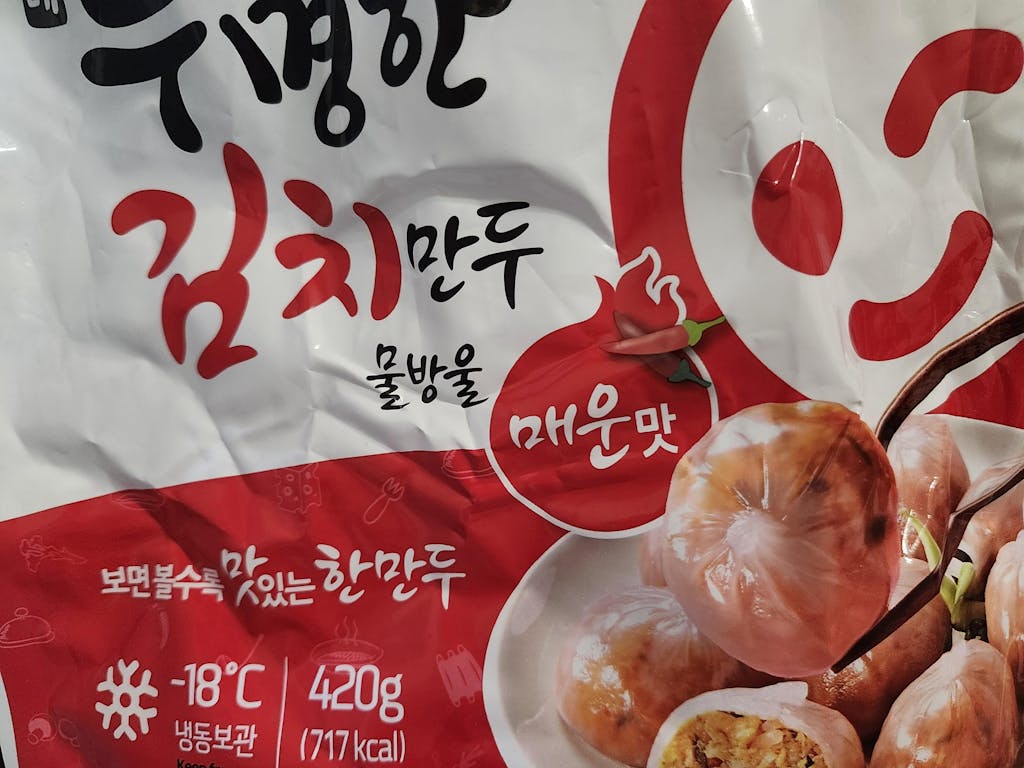 김치만두
물방울
매운맛
보면볼수록맛있는한만두
-18°C
냉동보관
420g
(717 kcal)